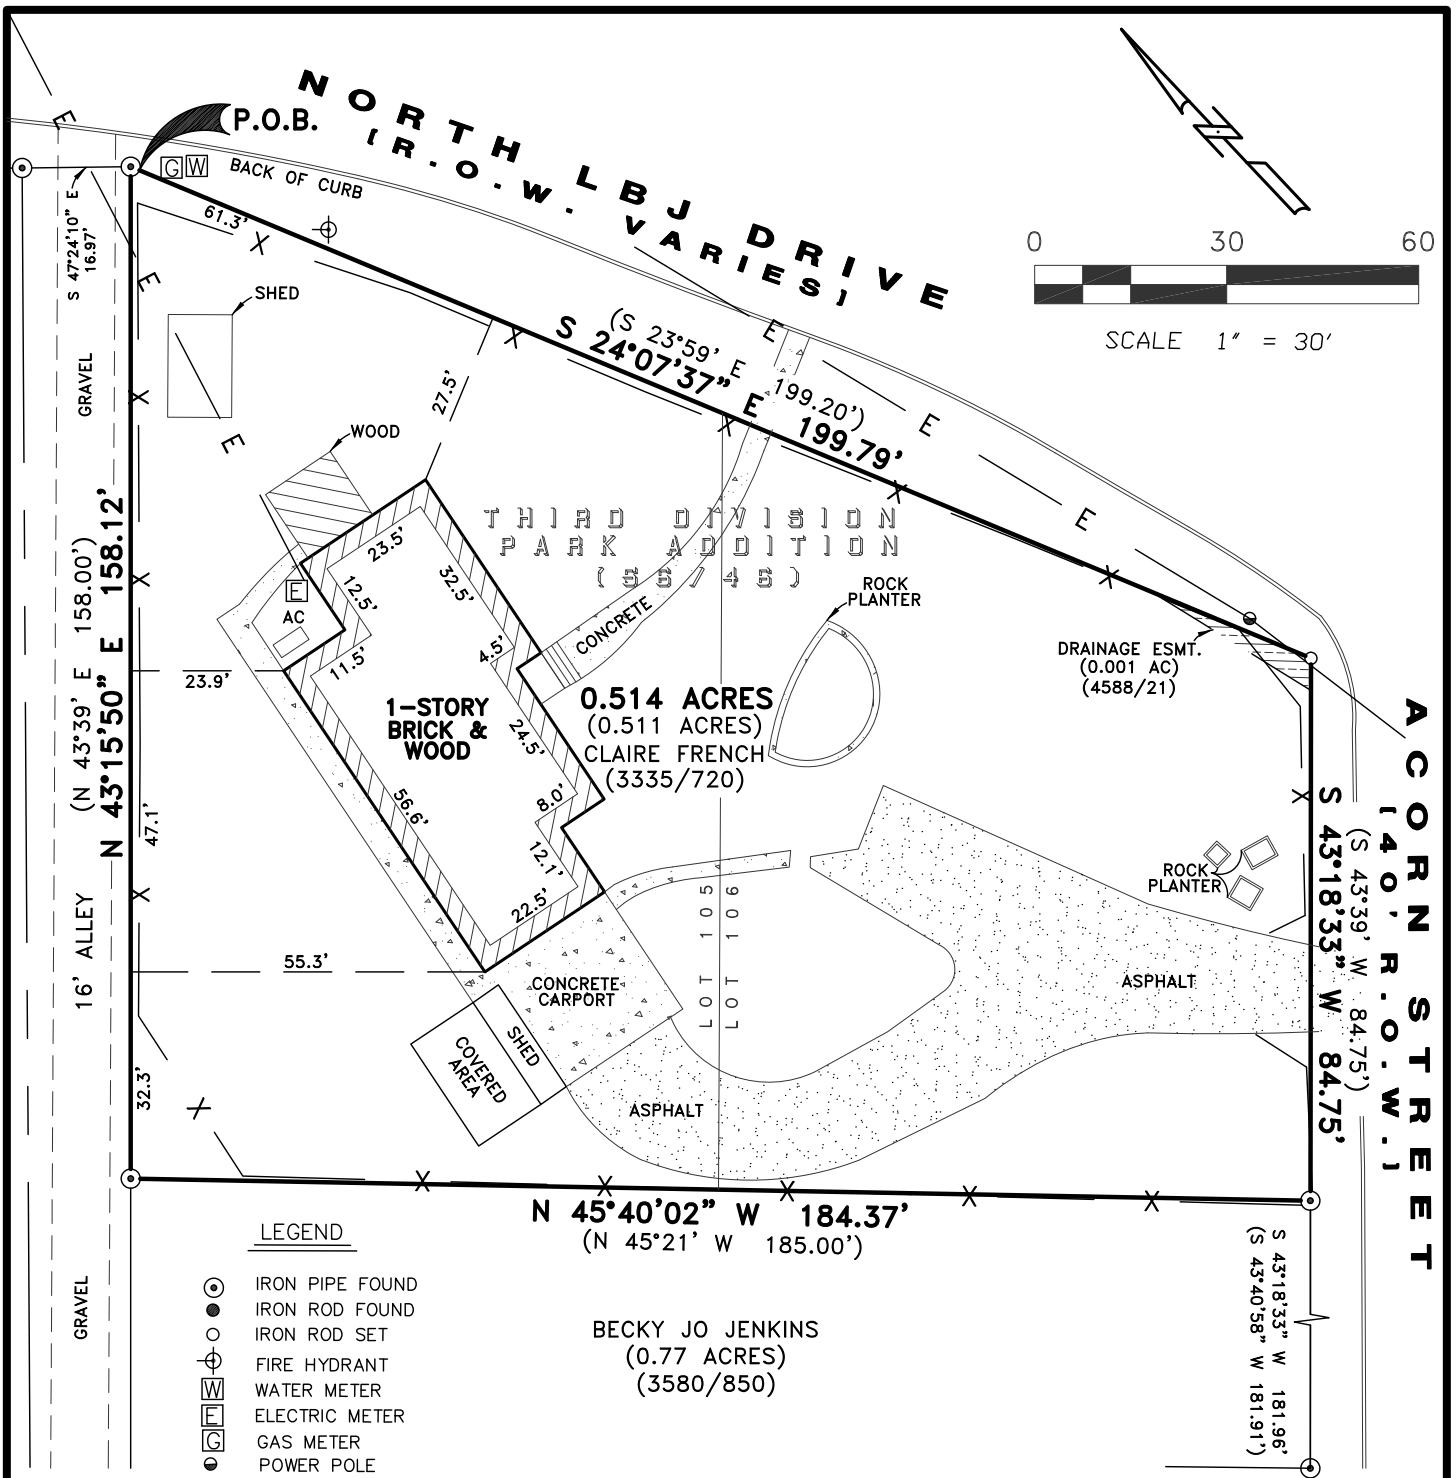 NORTH LBJ DRIVE
(R.O.W. VARIES)
P.O.B.
G W
BACK OF CURB
E
S 47°24'10" E
16.97'
61.3'
X
E
SHED
0 30 60
SCALE 1" = 30'
(S 23°59' E 199.20')
S 24°07'37" E 199.79'
E
X
E
E
X
X
X
GRAVEL
27.5'
E
WOOD
X
THIRD DIVISION
PARK ADDITION
(66/46)
23.5'
32.5'
12.5'
11.5'
4.5'
E
AC
CONCRETE
ROCK
PLANTER
DRAINAGE ESMT.
(0.001 AC)
(4588/21)
X
16' ALLEY
(N 43°39' E 158.00')
N 43°15'50" E 158.12'
23.9'
1-STORY
BRICK &
WOOD
24.5'
8.0'
56.6'
12.1'
22.5'
0.514 ACRES
(0.511 ACRES)
CLAIRE FRENCH
(3335/720)
47.1'
X
55.3'
LOT 105
LOT 106
ROCK
PLANTER
X
ACORN STREET
(40' R.O.W.)
S 43°18'33" W 84.75'
(S 43°39' W 84.75')
CONCRETE
CARPORT
SHED
COVERED
AREA
ASPHALT
ASPHALT
32.3'
X
X
X
X
X
X
N 45°40'02" W 184.37'
(N 45°21' W 185.00')
S 43°18'33" W 181.96'
(S 43°40'58" W 181.91')
GRAVEL
BECKY JO JENKINS
(0.77 ACRES)
(3580/850)
LEGEND
IRON PIPE FOUND
IRON ROD FOUND
IRON ROD SET
FIRE HYDRANT
W WATER METER
E ELECTRIC METER
G GAS METER
POWER POLE